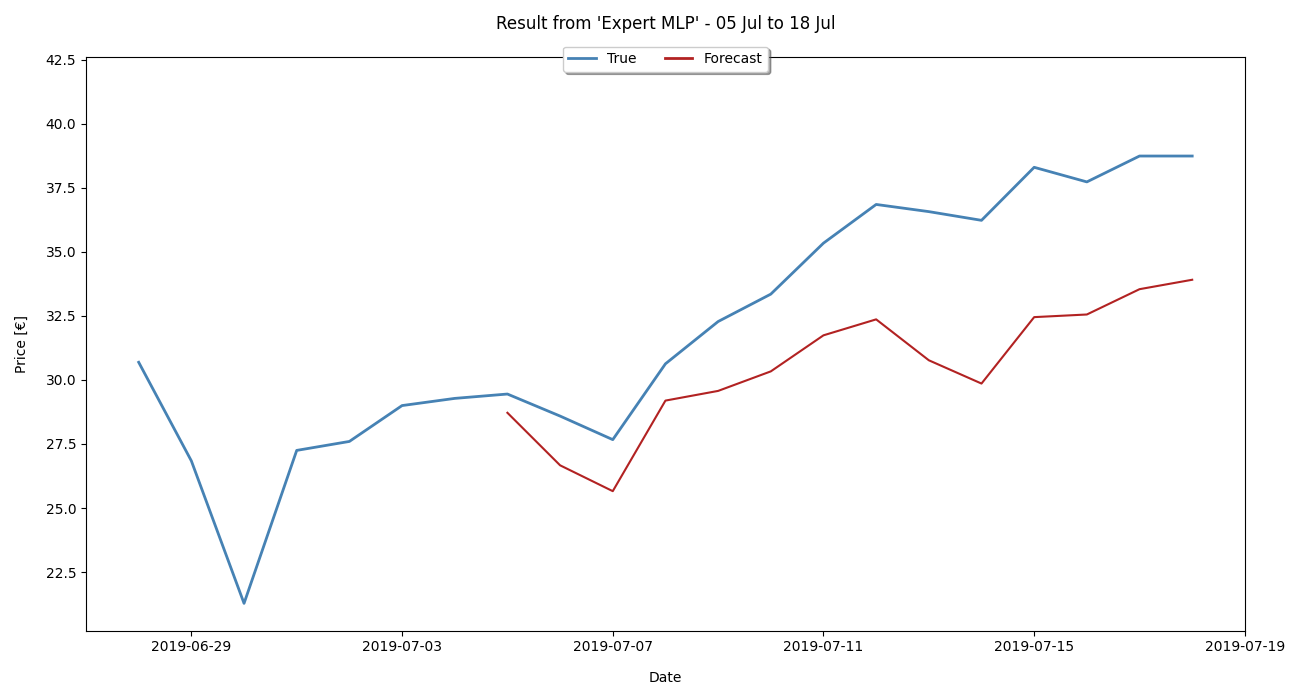 Result from 'Expert MLP' - 05 Jul to 18 Jul
True Forecast
42.5
40.0
37.5
35.0
32.5
30.0
27.5
25.0
22.5
Price [€]
2019-06-29 2019-07-03 2019-07-07 2019-07-11 2019-07-15 2019-07-19
Date